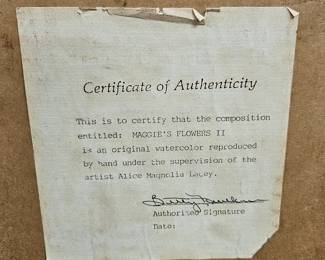 Certificate of Authenticity
This is to certify that the composition
entitled: MAGGIE'S FLOWERS II
is an original watercolor reproduced
by hand under the supervision of the
artist Alice Magnolia Lacey.
Authorized Signature
Date: